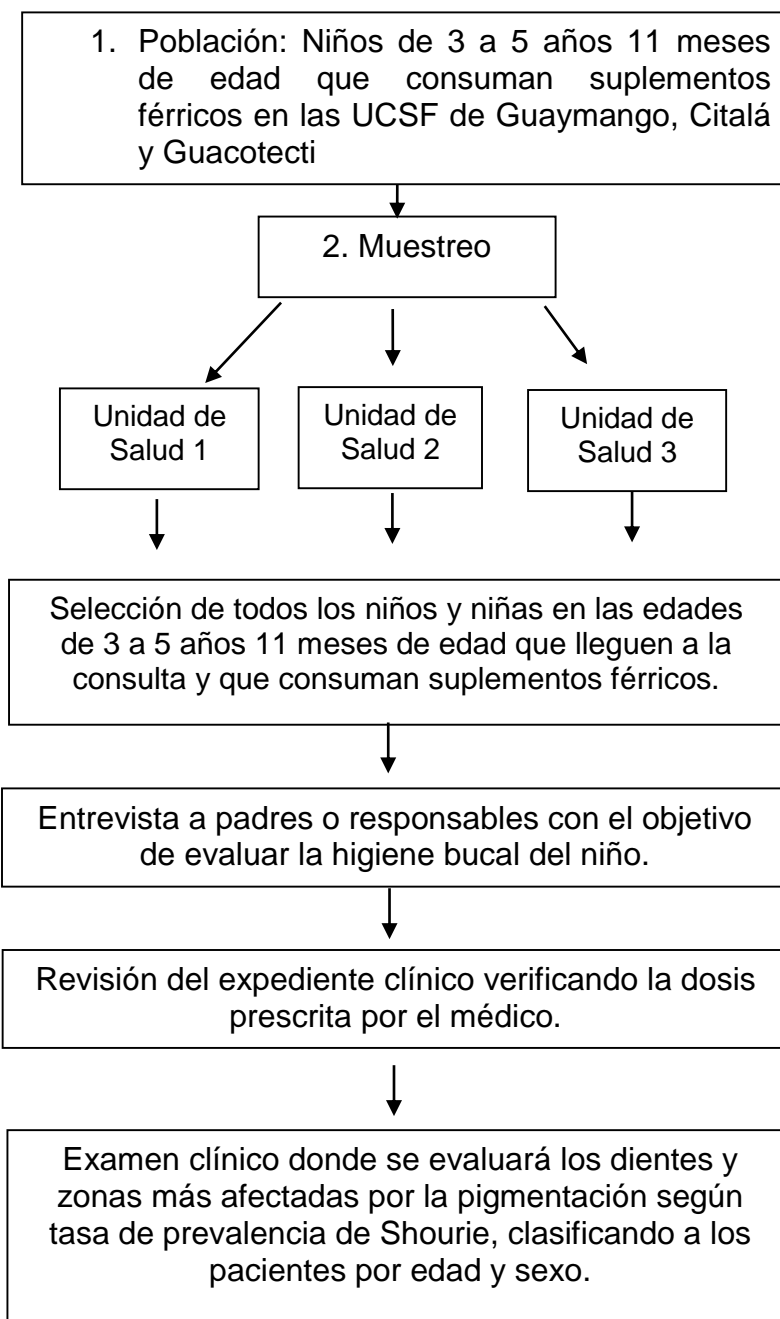 1. Población: Niños de 3 a 5 años 11 meses
de edad que consuman suplementos
férricos en las UCSF de Guaymango, Citalá
y Guacotecti
2. Muestreo
Unidad de
Salud 1
Unidad de
Salud 2
Unidad de
Salud 3
Selección de todos los niños y niñas en las edades
de 3 a 5 años 11 meses de edad que lleguen a la
consulta y que consuman suplementos férricos.
Entrevista a padres o responsables con el objetivo
de evaluar la higiene bucal del niño.
Revisión del expediente clínico verificando la dosis
prescrita por el médico.
Examen clínico donde se evaluará los dientes y
zonas más afectadas por la pigmentación según
tasa de prevalencia de Shourie, clasificando a los
pacientes por edad y sexo.